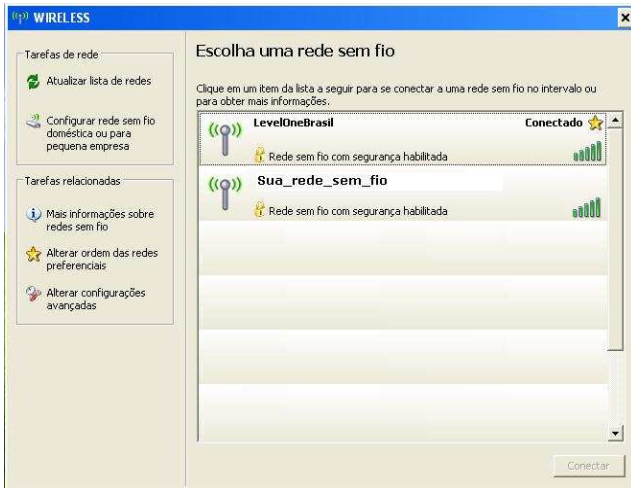 WIRELESS
Tarefas de rede
Atualizar lista de redes
Configurar rede sem fio
doméstica ou para
pequena empresa
Tarefas relacionadas
Mais informações sobre
redes sem fio
Alterar ordem das redes
preferenciais
Alterar configurações
avançadas
Escolha uma rede sem fio
Clique em um item da lista a seguir para se conectar a uma rede sem fio no intervalo ou
para obter mais informações.
LevelOneBrasil Conectado
Rede sem fio com segurança habilitada
Sua_rede_sem_fio
Rede sem fio com segurança habilitada
Conectar